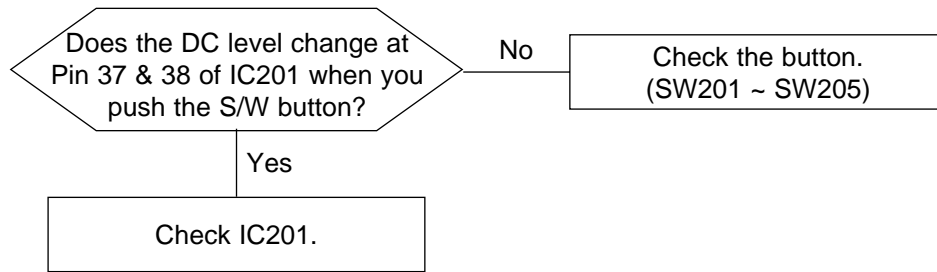 Does the DC level change at
Pin 37 & 38 of IC201 when you
push the S/W button?
No
Check the button.
(SW201 ~ SW205)
Yes
Check IC201.